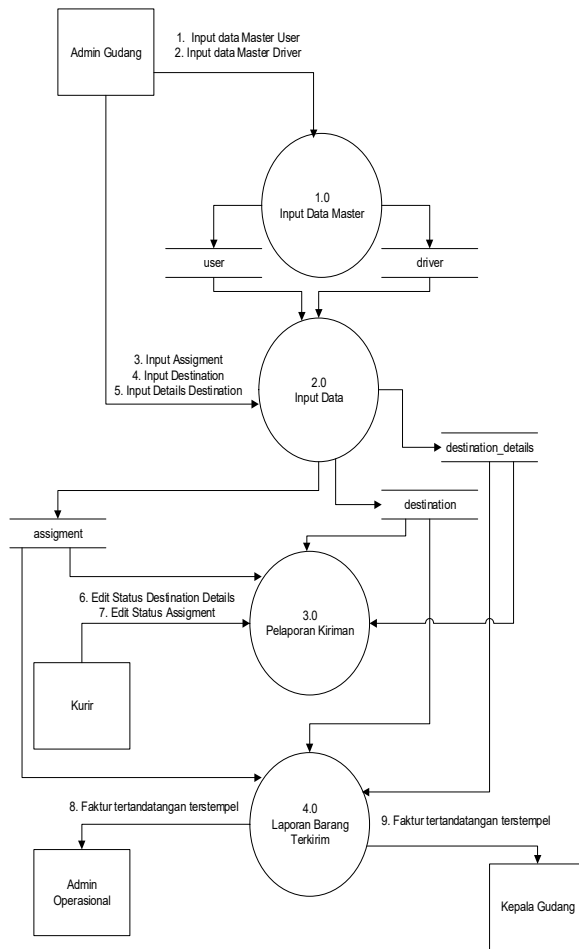 Admin Gudang
1. Input data Master User
2. Input data Master Driver
1.0
Input Data Master
user
driver
3. Input Assigment
4. Input Destination
5. Input Details Destination
2.0
Input Data
destination_details
destination
assigment
3.0
Pelaporan Kiriman
6. Edit Status Destination Details
7. Edit Status Assigment
Kurir
4.0
Laporan Barang
Terkirim
8. Faktur tertandatangan terstempel
9. Faktur tertandatangan terstempel
Admin
Operasional
Kepala Gudang